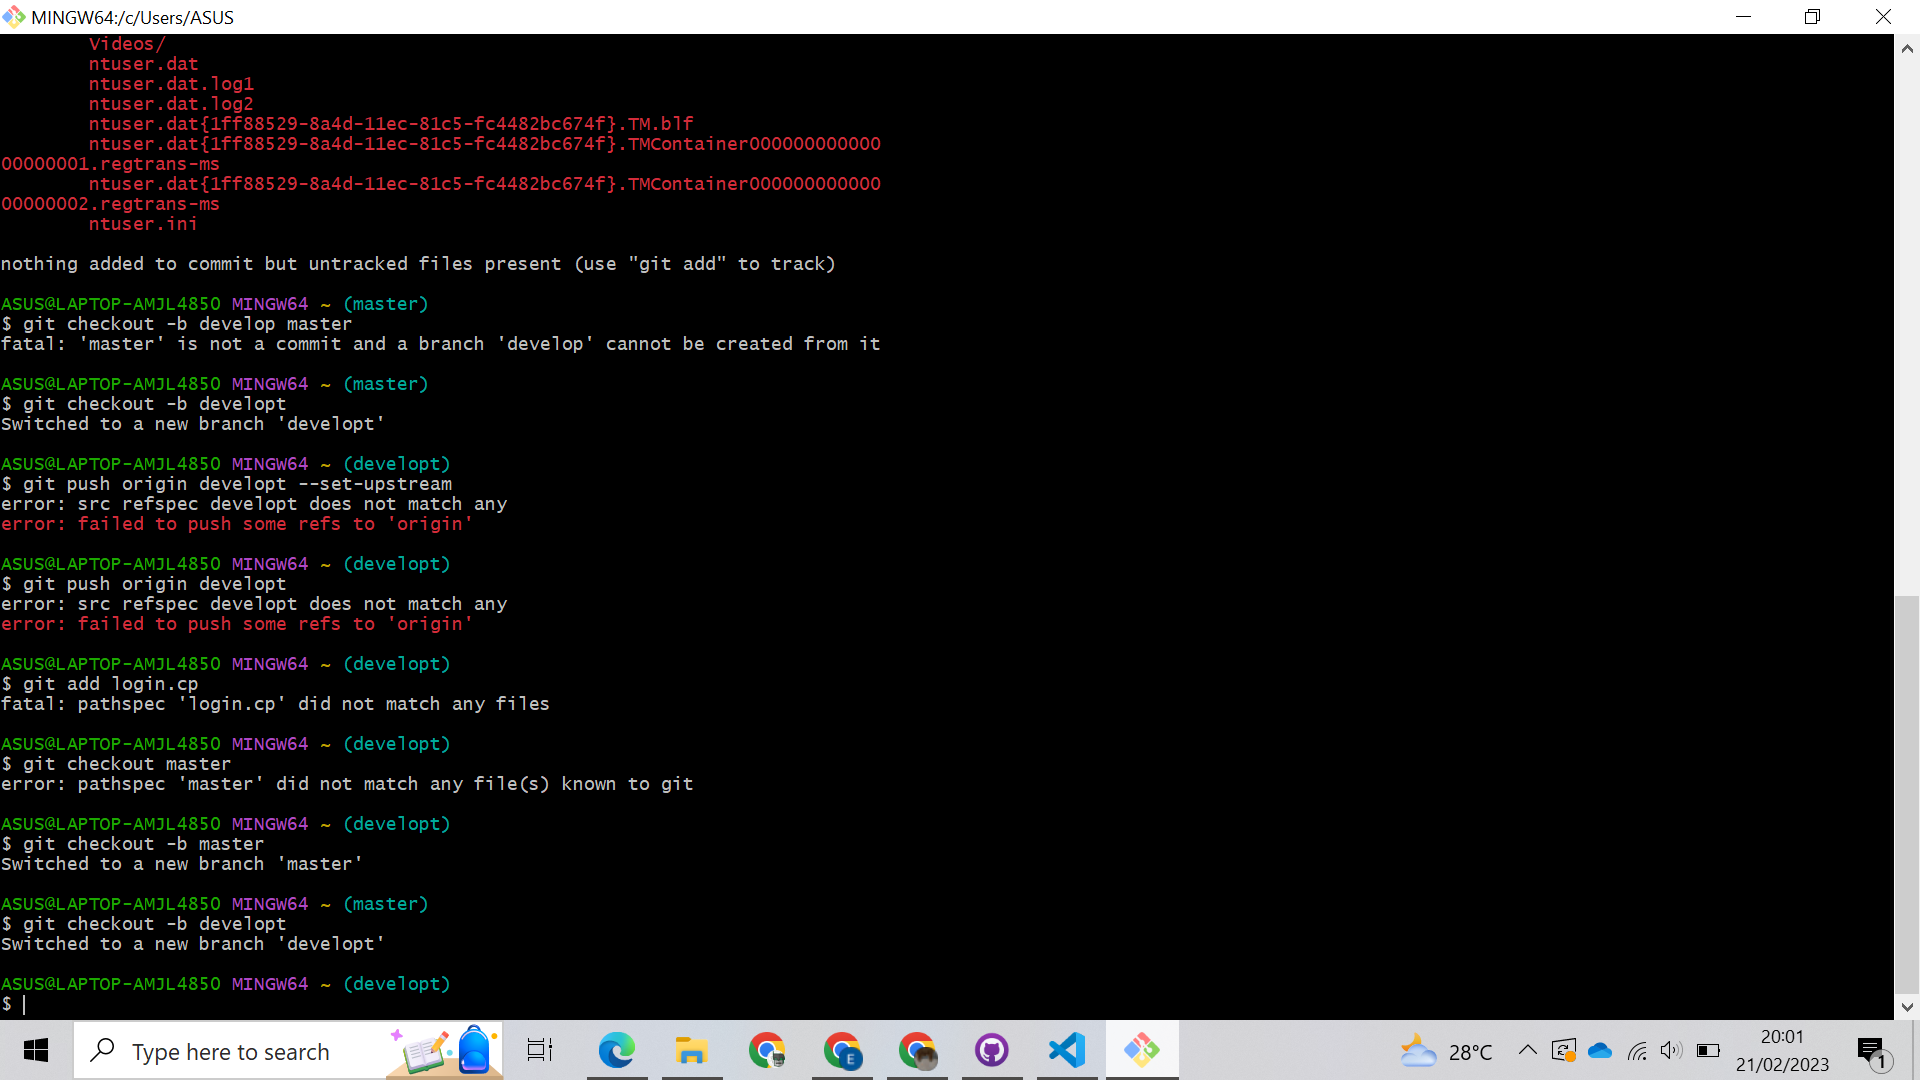 MINGW64:/c/Users/ASUS
Videos/
ntuser.dat
ntuser.dat.log1
ntuser.dat.log2
ntuser.dat{1ff88529-8a4d-11ec-81c5-fc4482bc674f}.TM.blf
ntuser.dat{1ff88529-8a4d-11ec-81c5-fc4482bc674f}.TMContainer000000000000
00000001.regtrans-ms
ntuser.dat{1ff88529-8a4d-11ec-81c5-fc4482bc674f}.TMContainer000000000000
00000002.regtrans-ms
ntuser.ini
nothing added to commit but untracked files present (use "git add" to track)
ASUS@LAPTOP-AMJL4850 MINGW64 ~ (master)
$ git checkout -b develop master
fatal: 'master' is not a commit and a branch 'develop' cannot be created from it
ASUS@LAPTOP-AMJL4850 MINGW64 ~ (master)
$ git checkout -b developt
Switched to a new branch 'developt'
ASUS@LAPTOP-AMJL4850 MINGW64 ~ (developt)
$ git push origin developt --set-upstream
error: src refspec developt does not match any
error: failed to push some refs to 'origin'
ASUS@LAPTOP-AMJL4850 MINGW64 ~ (developt)
$ git push origin developt
error: src refspec developt does not match any
error: failed to push some refs to 'origin'
ASUS@LAPTOP-AMJL4850 MINGW64 ~ (developt)
$ git add login.cp
fatal: pathspec 'login.cp' did not match any files
ASUS@LAPTOP-AMJL4850 MINGW64 ~ (developt)
$ git checkout master
error: pathspec 'master' did not match any file(s) known to git
ASUS@LAPTOP-AMJL4850 MINGW64 ~ (developt)
$ git checkout -b master
Switched to a new branch 'master'
ASUS@LAPTOP-AMJL4850 MINGW64 ~ (master)
$ git checkout -b developt
Switched to a new branch 'developt'
ASUS@LAPTOP-AMJL4850 MINGW64 ~ (developt)
$
Type here to search
E
28°C
20:01
21/02/2023
1